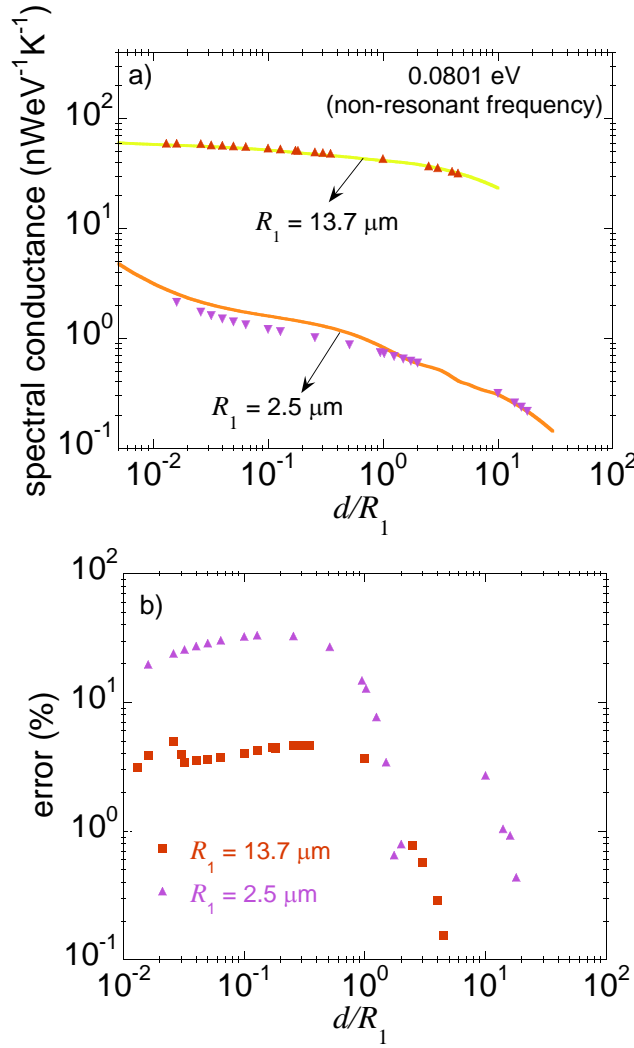 a)
0.0801 eV
(non-resonant frequency)
spectral conductance (nWeV⁻¹K⁻¹)
10²
10¹
10⁰
10⁻¹
R₁ = 13.7 μm
R₁ = 2.5 μm
10⁻² 10⁻¹ 10⁰ 10¹ 10²
d/R₁
b)
error (%)
10²
10¹
10⁰
10⁻¹
R₁ = 13.7 μm
R₁ = 2.5 μm
10⁻² 10⁻¹ 10⁰ 10¹ 10²
d/R₁